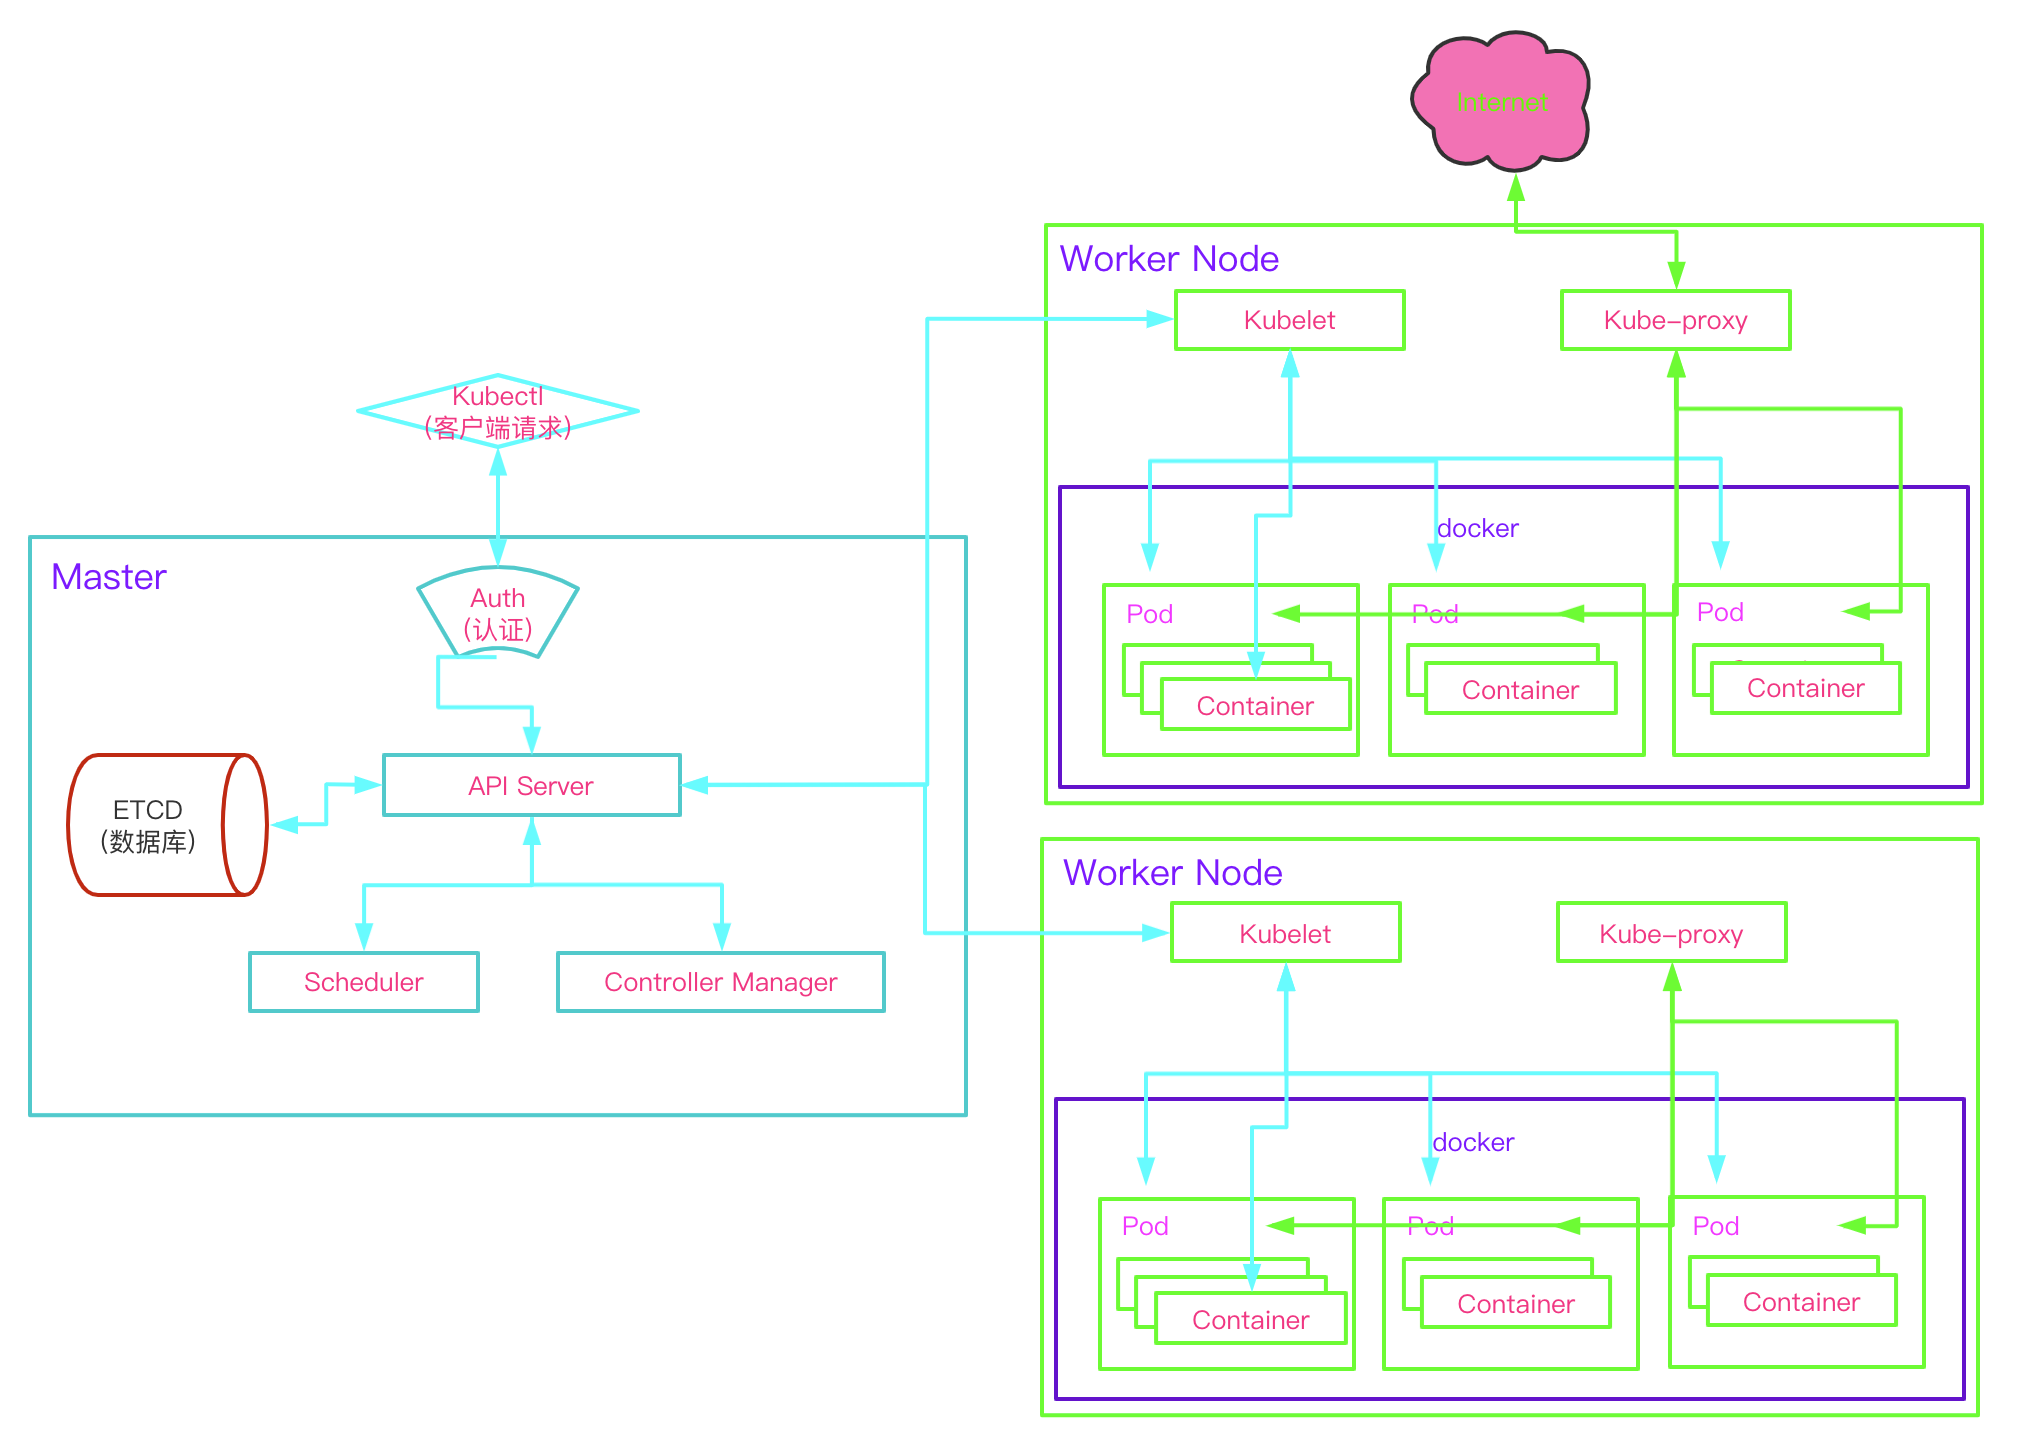 Internet
Worker Node
Kubelet
Kube-proxy
docker
Pod
Pod
Pod
Container
Container
Container
Kubectl
(客户端请求)
Master
Auth
(认证)
API Server
ETCD
(数据库)
Scheduler
Controller Manager
Worker Node
Kubelet
Kube-proxy
docker
Pod
Pod
Pod
Container
Container
Container